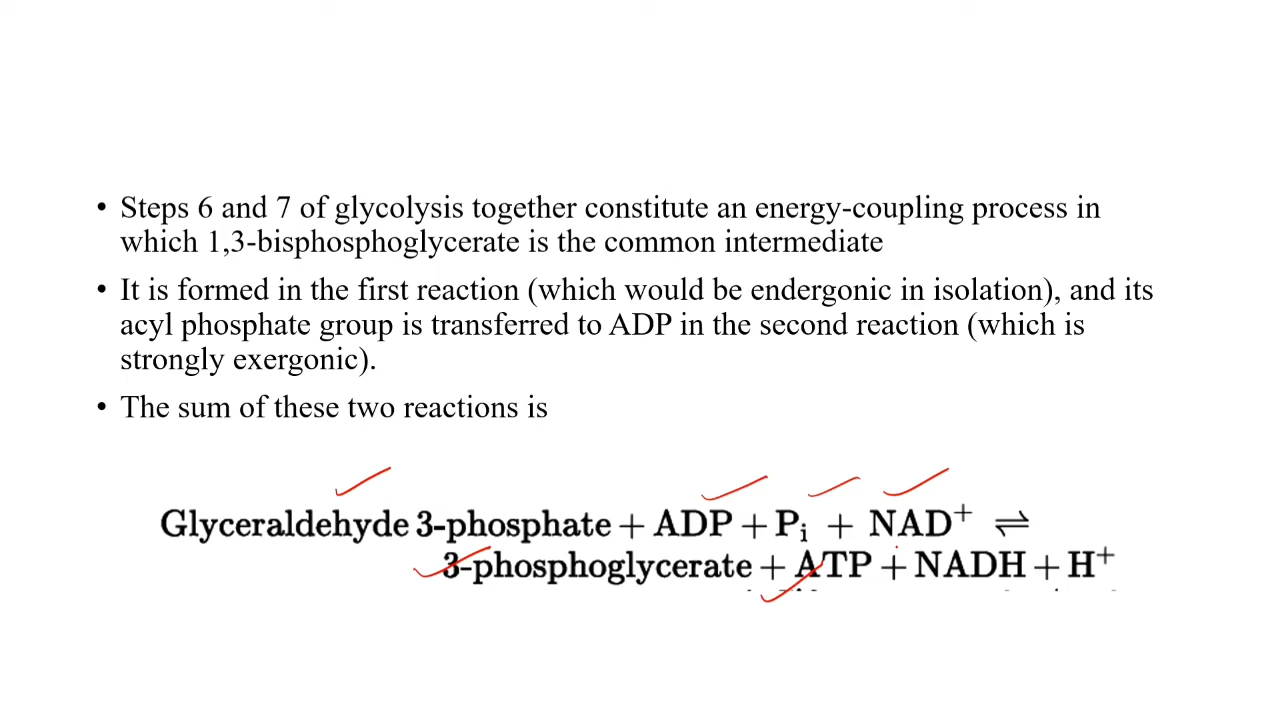 • Steps 6 and 7 of glycolysis together constitute an energy-coupling process in
which 1,3-bisphosphoglycerate is the common intermediate
• It is formed in the first reaction (which would be endergonic in isolation), and its
acyl phosphate group is transferred to ADP in the second reaction (which is
strongly exergonic).
• The sum of these two reactions is
Glyceraldehyde 3-phosphate + ADP + Pᵢ + NAD⁺ ⇌
3-phosphoglycerate + ATP + NADH + H⁺